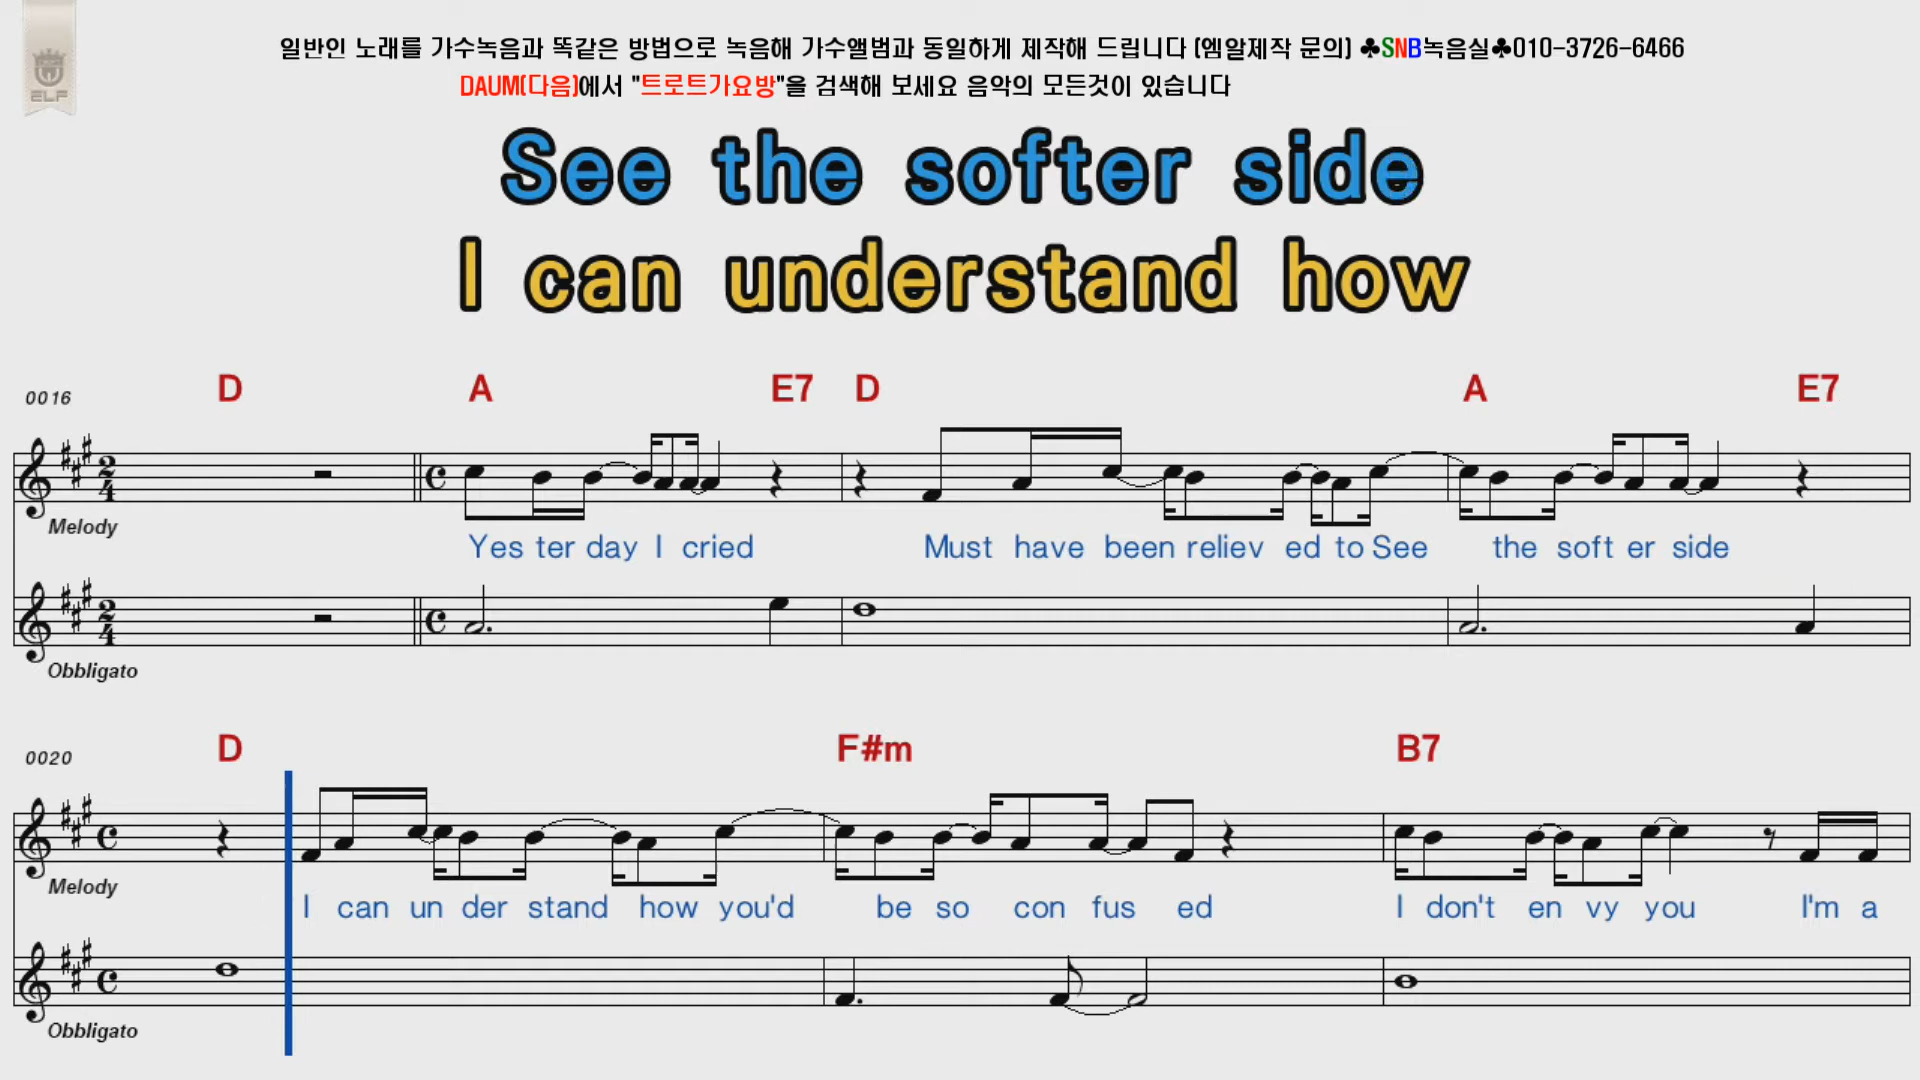 ELF
일반인 노래를 가수녹음과 똑같은 방법으로 녹음해 가수앨범과 동일하게 제작해 드립니다 (엠알제작 문의) ♣SNB녹음실♣010-3726-6466
DAUM(다음)에서 "트로트가요방"을 검색해 보세요 음악의 모든것이 있습니다
See the softer side
I can understand how
0016 D A E7 D A E7
2 4
Melody
Yes ter day I cried Must have been reliev ed to See the soft er side
2 4
Obbligato
0020 D F#m B7
Melody
I can un der stand how you'd be so con fus ed I don't en vy you I'm a
Obbligato